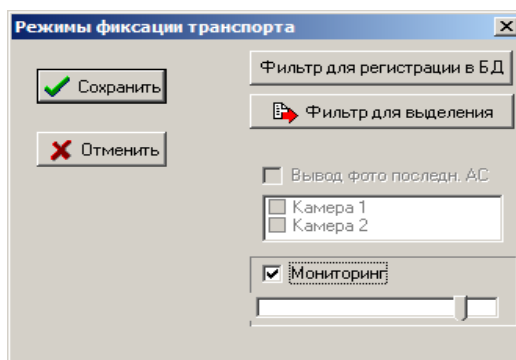 Режимы фиксации транспорта
Сохранить
Отменить
Фильтр для регистрации в БД
Фильтр для выделения
Вывод фото последн. АС
Камера 1
Камера 2
Мониторинг